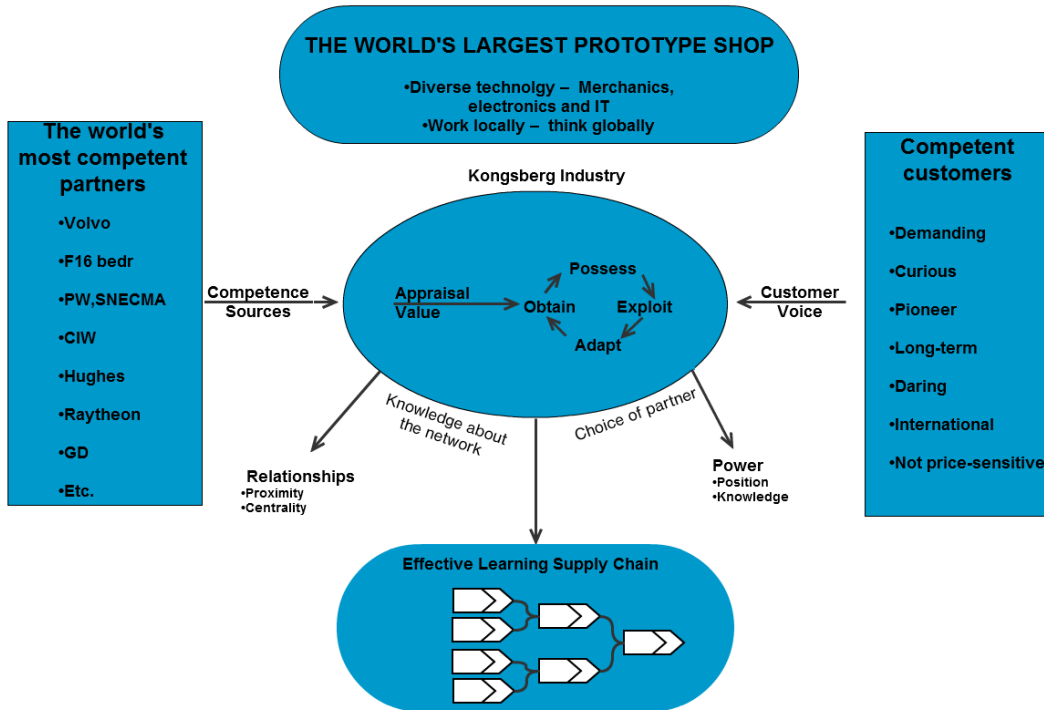 THE WORLD'S LARGEST PROTOTYPE SHOP
•Diverse technolgy – Merchanics,
electronics and IT
•Work locally – think globally
The world's
most competent
partners
•Volvo
•F16 bedr
•PW,SNECMA
•CIW
•Hughes
•Raytheon
•GD
•Etc.
Competence
Sources
Kongsberg Industry
Appraisal
Value
Possess
Obtain
Exploit
Adapt
Customer
Voice
Competent
customers
•Demanding
•Curious
•Pioneer
•Long-term
•Daring
•International
•Not price-sensitive
Knowledge about
the network
Choice of partner
Relationships
•Proximity
•Centrality
Power
•Position
•Knowledge
Effective Learning Supply Chain